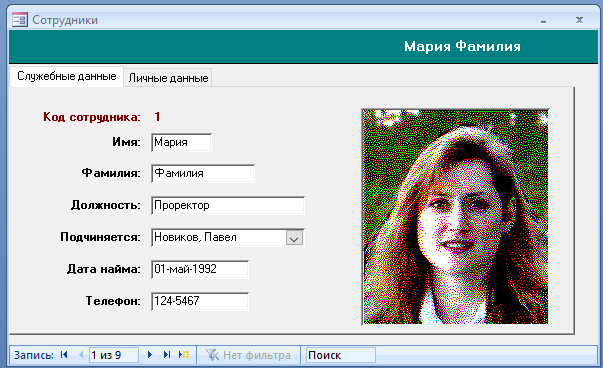 Сотрудники
Мария Фамилия
Служебные данные Личные данные
Код сотрудника: 1
Имя: Мария
Фамилия: Фамилия
Должность: Проректор
Подчиняется: Новиков, Павел
Дата найма: 01-май-1992
Телефон: 124-5467
Запись: 1 из 9 Нет фильтра Поиск